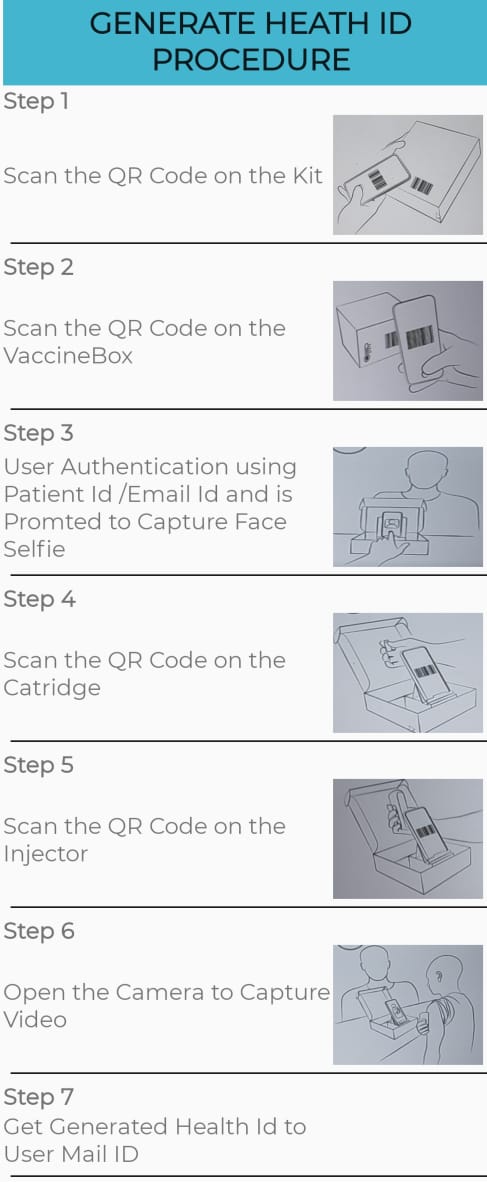 GENERATE HEATH ID
PROCEDURE
Step 1
Scan the QR Code on the Kit
Step 2
Scan the QR Code on the
VaccineBox
Step 3
User Authentication using
Patient Id /Email Id and is
Promted to Capture Face
Selfie
Step 4
Scan the QR Code on the
Catridge
Step 5
Scan the QR Code on the
Injector
Step 6
Open the Camera to Capture
Video
Step 7
Get Generated Health Id to
User Mail ID